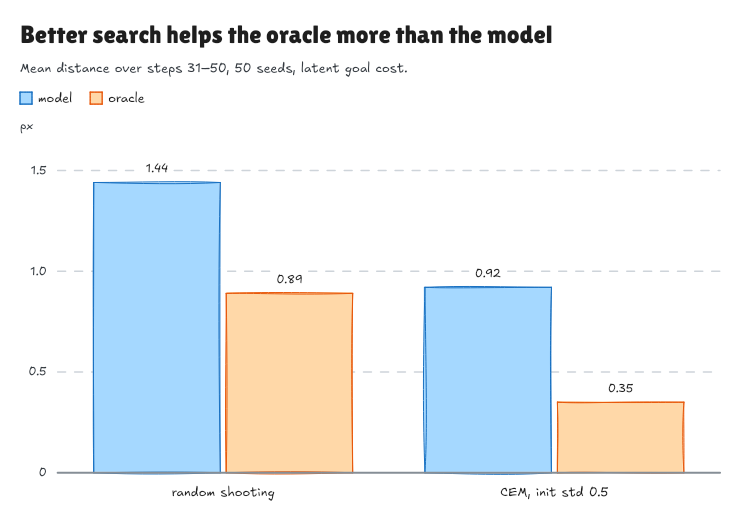 Better search helps the oracle more than the model
Mean distance over steps 31–50, 50 seeds, latent goal cost.
model oracle
px
1.5
1.44
1.0
0.89
0.92
0.5
0.35
0
random shooting
CEM, init std 0.5